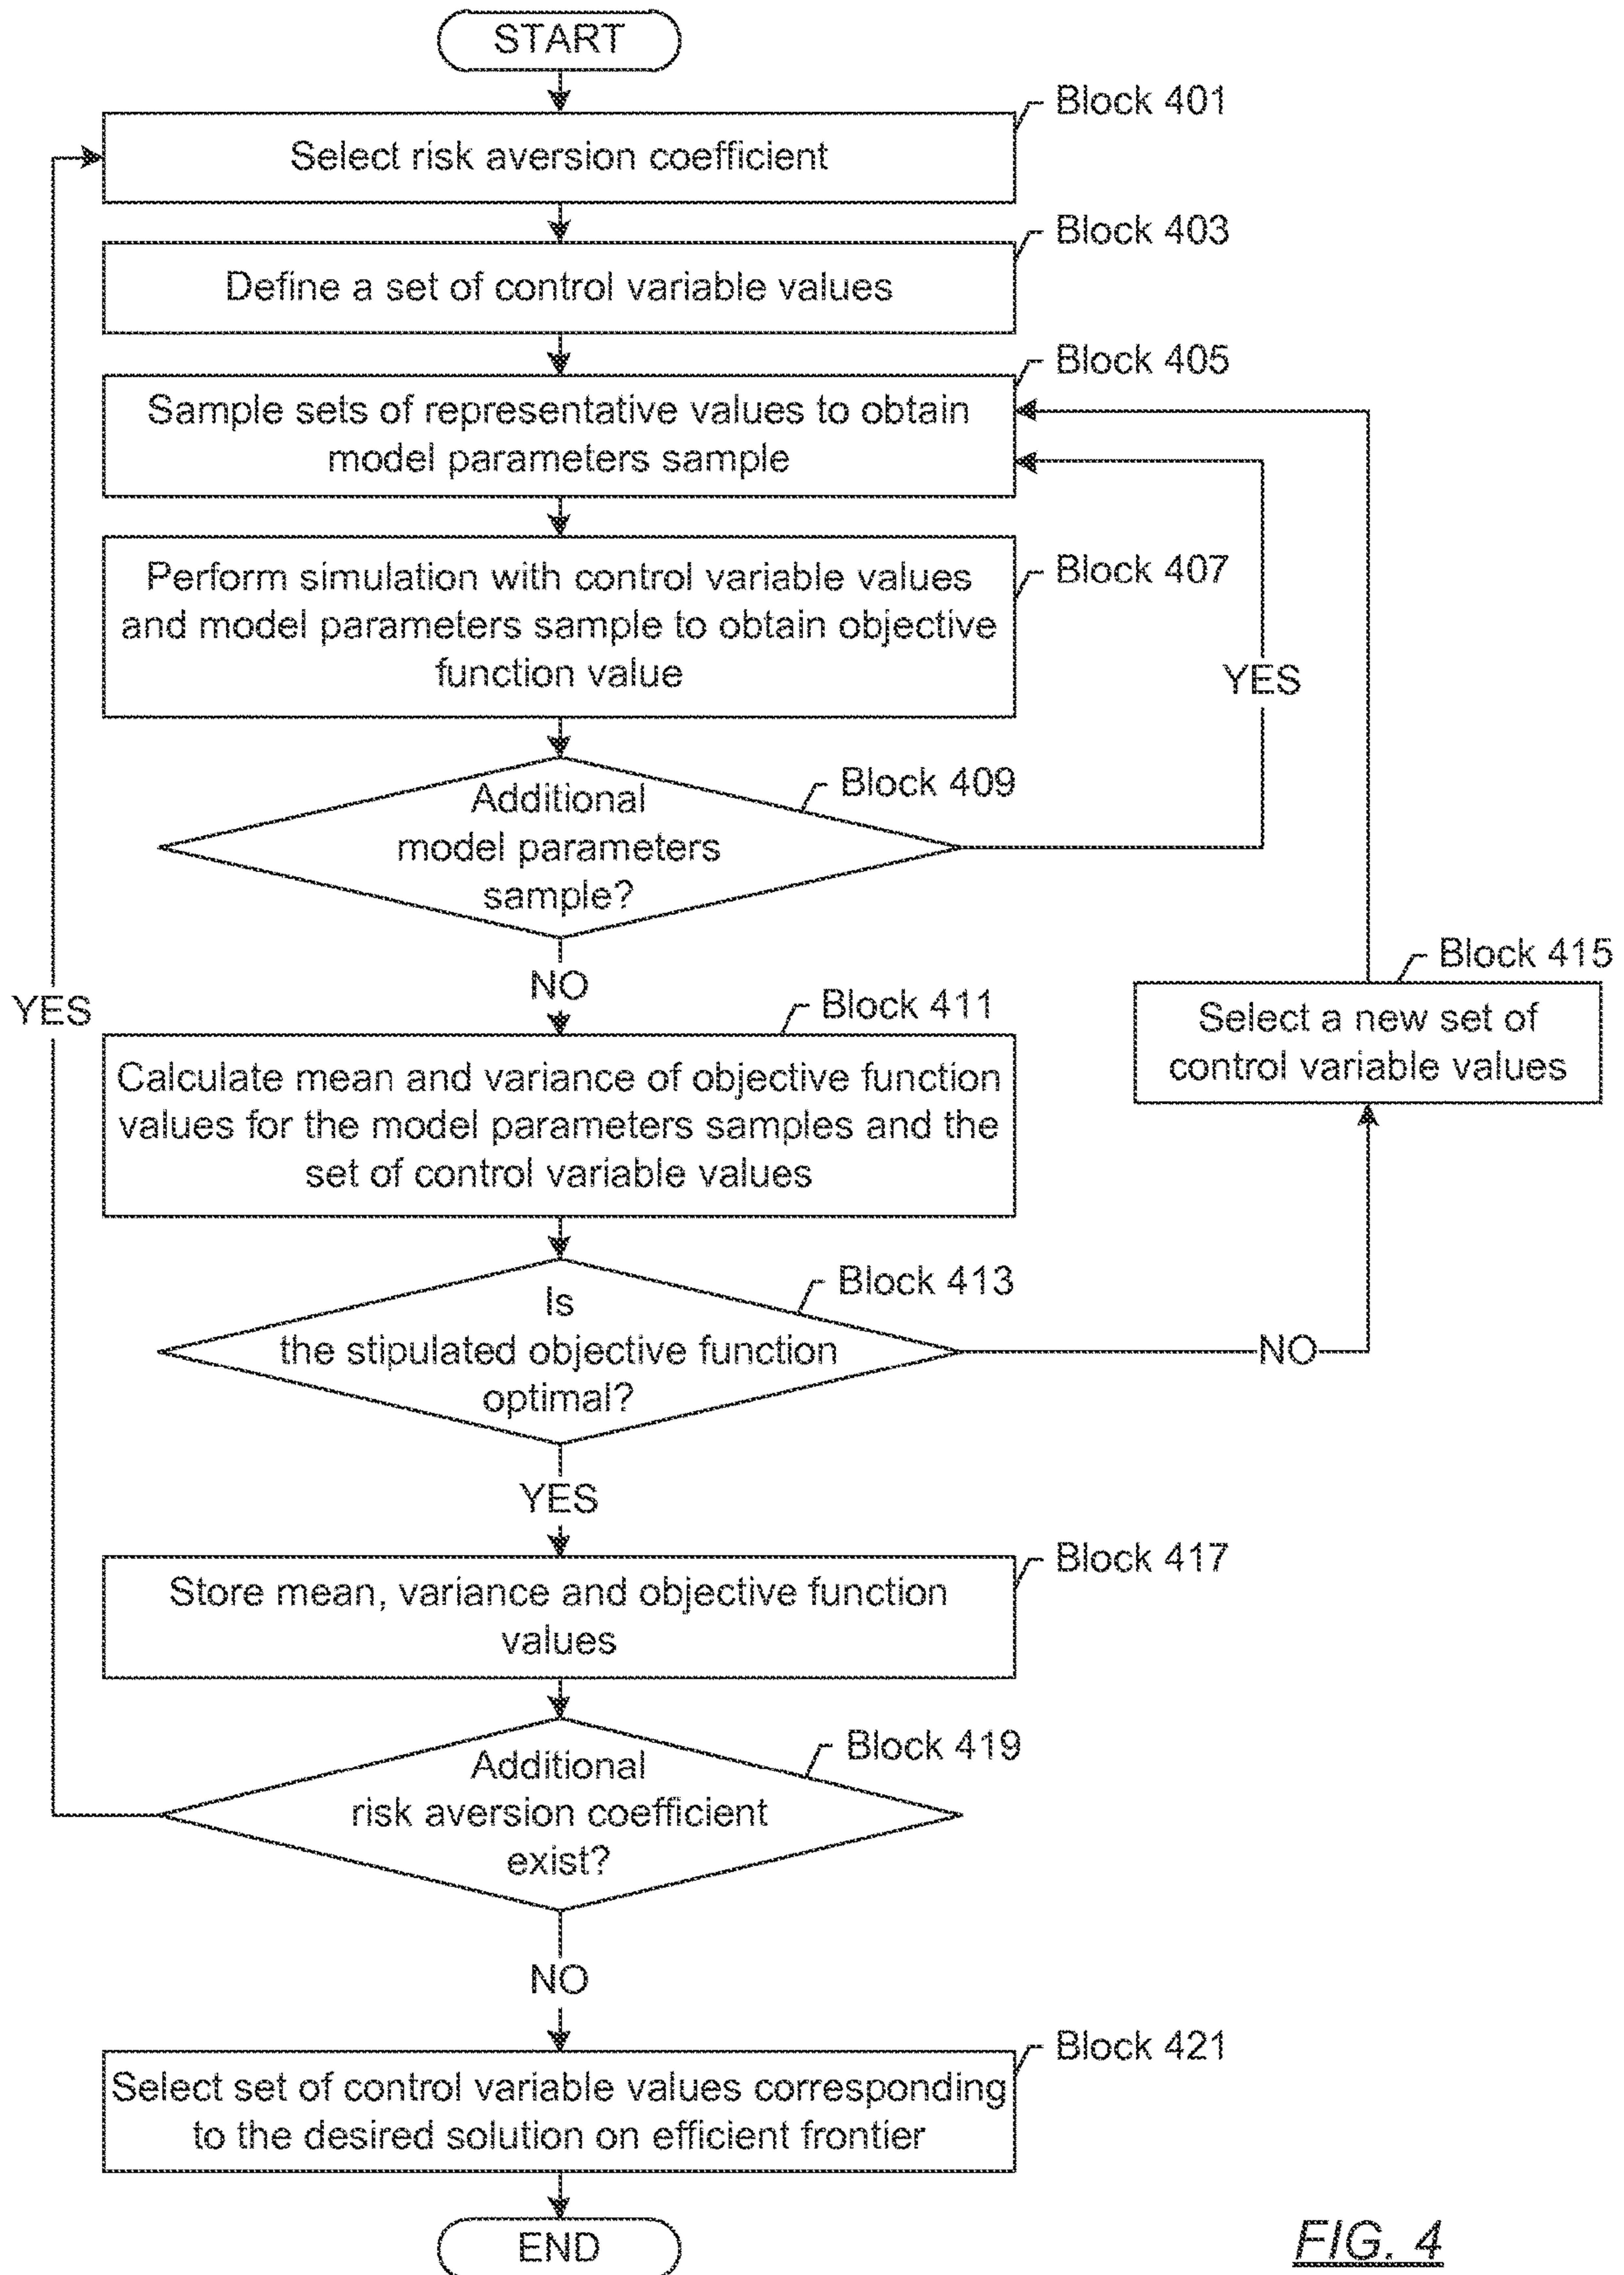 START
Block 401
Select risk aversion coefficient
Block 403
Define a set of control variable values
Block 405
Sample sets of representative values to obtain
model parameters sample
Block 407
Perform simulation with control variable values
and model parameters sample to obtain objective
function value
YES
Block 409
Additional
model parameters
sample?
NO
YES
Block 411
Calculate mean and variance of objective function
values for the model parameters samples and the
set of control variable values
Block 415
Select a new set of
control variable values
Block 413
Is
the stipulated objective function
optimal?
NO
YES
Block 417
Store mean, variance and objective function
values
Block 419
Additional
risk aversion coefficient
exist?
NO
Block 421
Select set of control variable values corresponding
to the desired solution on efficient frontier
END
FIG. 4